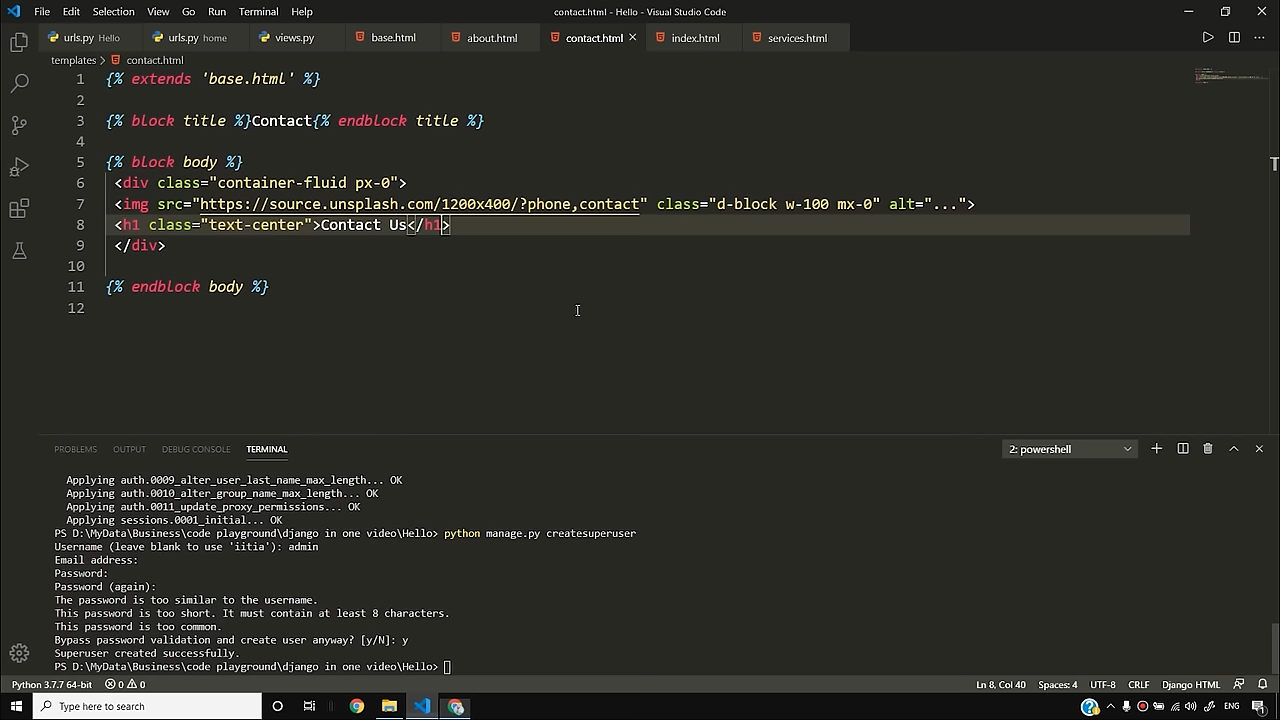 File Edit Selection View Go Run Terminal Help contact.html - Hello - Visual Studio Code
urls.py Hello urls.py home views.py base.html about.html contact.html index.html services.html
templates > contact.html
1 {% extends 'base.html' %}
2
3 {% block title %}Contact{% endblock title %}
4
5 {% block body %}
6 <div class="container-fluid px-0">
7 <img src="https://source.unsplash.com/1200x400/?phone,contact" class="d-block w-100 mx-0" alt="...">
8 <h1 class="text-center">Contact Us</h1>
9 </div>
10
11 {% endblock body %}
12
PROBLEMS OUTPUT DEBUG CONSOLE TERMINAL 2: powershell
Applying auth.0009_alter_user_last_name_max_length... OK
Applying auth.0010_alter_group_name_max_length... OK
Applying auth.0011_update_proxy_permissions... OK
Applying sessions.0001_initial... OK
PS D:\MyData\Business\code playground\django in one video\Hello> python manage.py createsuperuser
Username (leave blank to use 'iitia'): admin
Email address:
Password:
Password (again):
The password is too similar to the username.
This password is too short. It must contain at least 8 characters.
This password is too common.
Bypass password validation and create user anyway? [y/N]: y
Superuser created successfully.
PS D:\MyData\Business\code playground\django in one video\Hello>
Python 3.7.7 64-bit 0 0 Ln 8, Col 40 Spaces: 4 UTF-8 CRLF Django HTML
Type here to search ENG